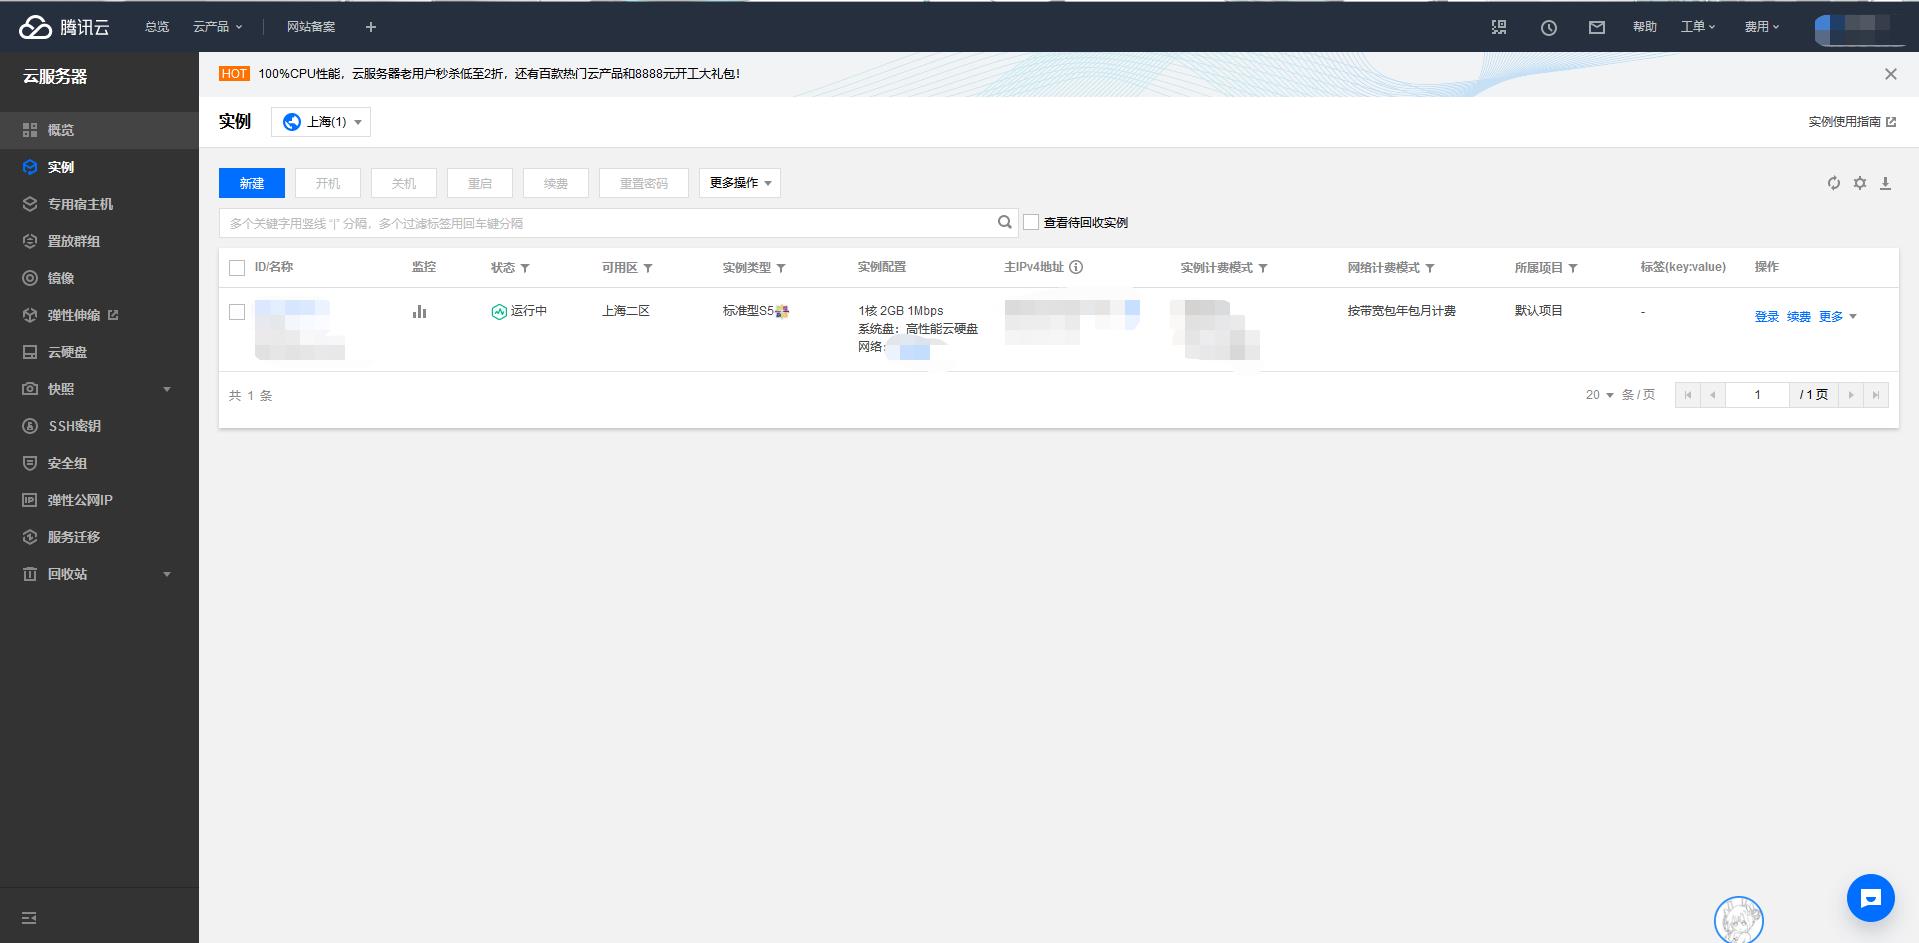 腾讯云 总览 云产品 网站备案 + 帮助 工单 费用
云服务器
HOT 100%CPU性能，云服务器老用户秒杀低至2折，还有百款热门云产品和8888元开工大礼包！
概览
实例
专用宿主机
置放群组
镜像
弹性伸缩
云硬盘
快照
SSH密钥
安全组
弹性公网IP
服务迁移
回收站
实例 上海(1) 实例使用指南
新建 开机 关机 重启 续费 重置密码 更多操作
多个关键字用竖线 "|" 分隔，多个过滤标签用回车键分隔 查看待回收实例
ID/名称 监控 状态 可用区 实例类型 实例配置 主IPv4地址 实例计费模式 网络计费模式 所属项目 标签(key:value) 操作
运行中 上海二区 标准型S5 1核 2GB 1Mbps 按带宽包年包月计费 默认项目 - 登录 续费 更多
系统盘：高性能云硬盘
网络：
共 1 条 20 条/页 1 / 1 页